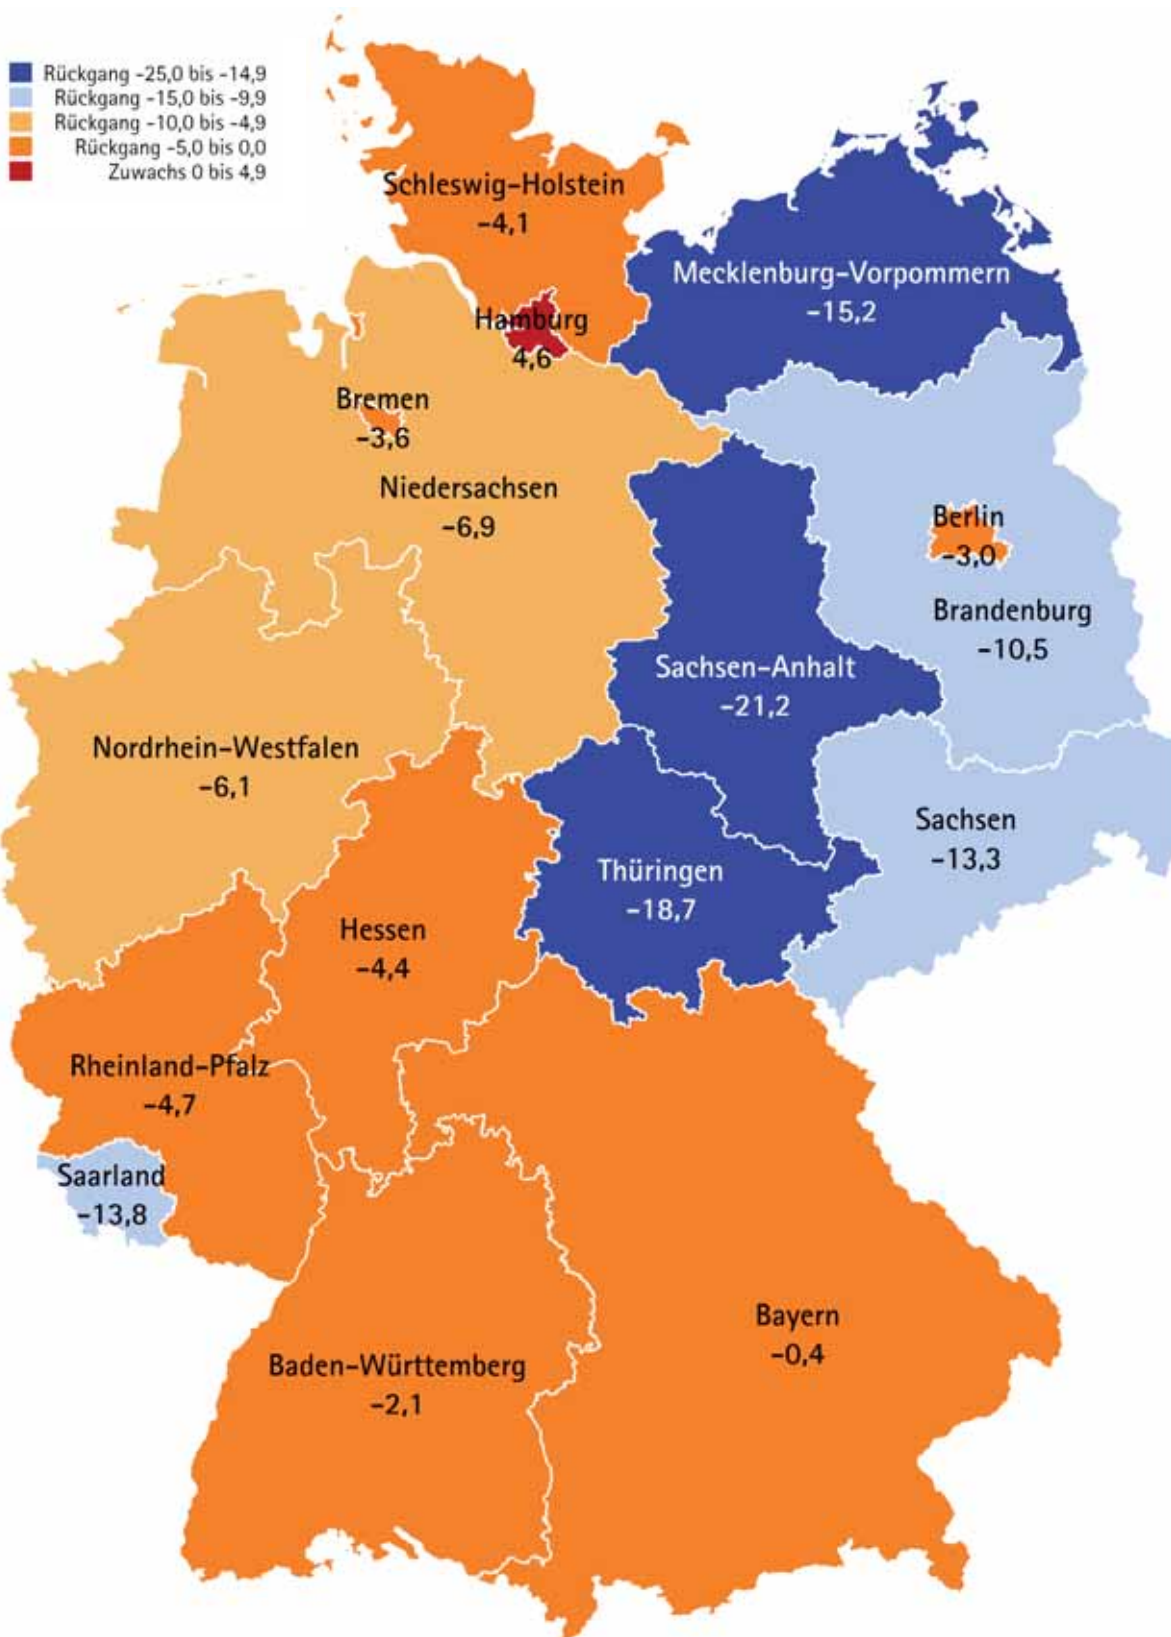 Rückgang -25,0 bis -14,9
Rückgang -15,0 bis -9,9
Rückgang -10,0 bis -4,9
Rückgang -5,0 bis 0,0
Zuwachs 0 bis 4,9
Schleswig-Holstein
-4,1
Mecklenburg-Vorpommern
-15,2
Hamburg
4,6
Bremen
-3,6
Niedersachsen
-6,9
Berlin
-3,0
Brandenburg
-10,5
Sachsen-Anhalt
-21,2
Nordrhein-Westfalen
-6,1
Sachsen
-13,3
Thüringen
-18,7
Hessen
-4,4
Rheinland-Pfalz
-4,7
Saarland
-13,8
Bayern
-0,4
Baden-Württemberg
-2,1